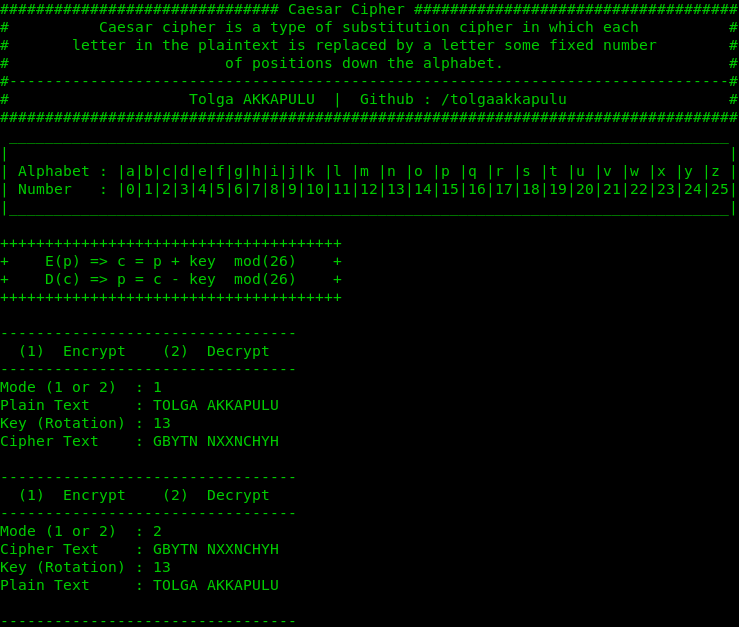 ############################### Caesar Cipher ####################################
#          Caesar cipher is a type of substitution cipher in which each          #
#       letter in the plaintext is replaced by a letter some fixed number        #
#                        of positions down the alphabet.                         #
#--------------------------------------------------------------------------------#
#                    Tolga AKKAPULU  |  Github : /tolgaakkapulu                  #
##################################################################################
 ________________________________________________________________________________
|                                                                                |
| Alphabet : |a|b|c|d|e|f|g|h|i|j|k |l |m |n |o |p |q |r |s |t |u |v |w |x |y |z |
| Number   : |0|1|2|3|4|5|6|7|8|9|10|11|12|13|14|15|16|17|18|19|20|21|22|23|24|25|
|________________________________________________________________________________|
++++++++++++++++++++++++++++++++++++++
+    E(p) => c = p + key  mod(26)    +
+    D(c) => p = c - key  mod(26)    +
++++++++++++++++++++++++++++++++++++++
---------------------------------
  (1)  Encrypt    (2)  Decrypt
---------------------------------
Mode (1 or 2)  : 1
Plain Text     : TOLGA AKKAPULU
Key (Rotation) : 13
Cipher Text    : GBYTN NXXNCHYH
---------------------------------
  (1)  Encrypt    (2)  Decrypt
---------------------------------
Mode (1 or 2)  : 2
Cipher Text    : GBYTN NXXNCHYH
Key (Rotation) : 13
Plain Text     : TOLGA AKKAPULU
---------------------------------